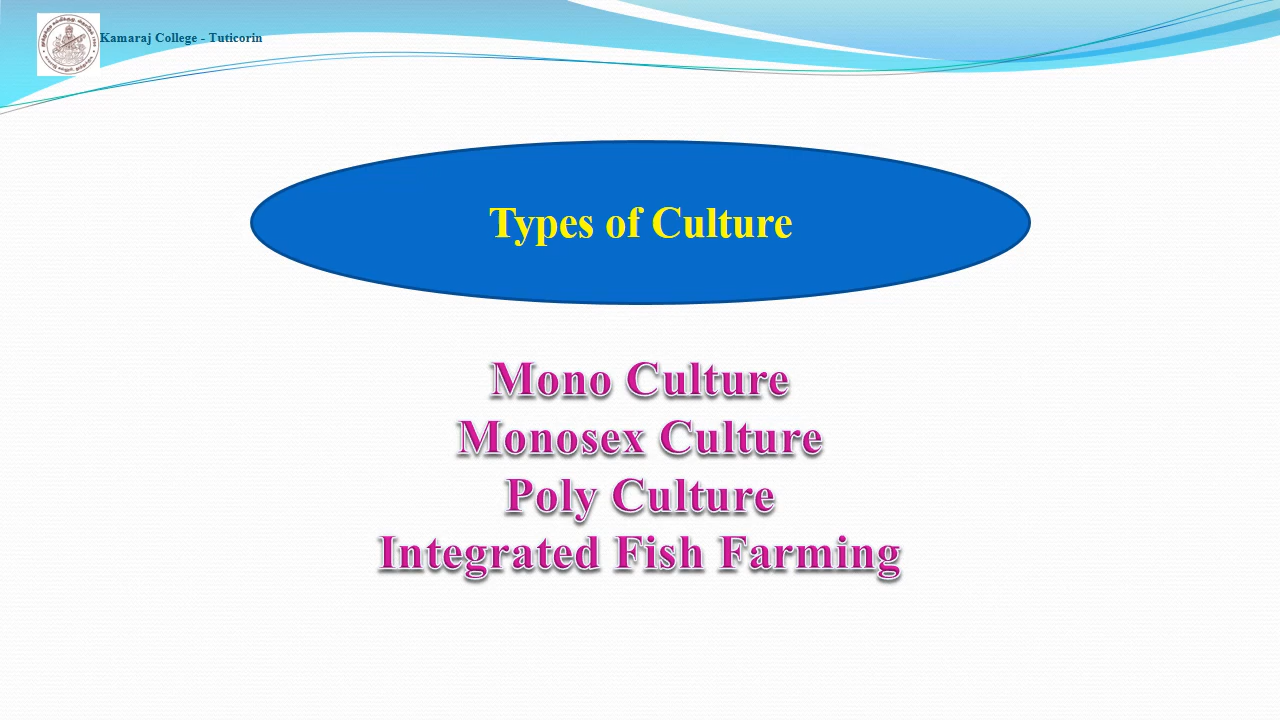 Kamaraj College - Tuticorin
Types of Culture
Mono Culture
Monosex Culture
Poly Culture
Integrated Fish Farming